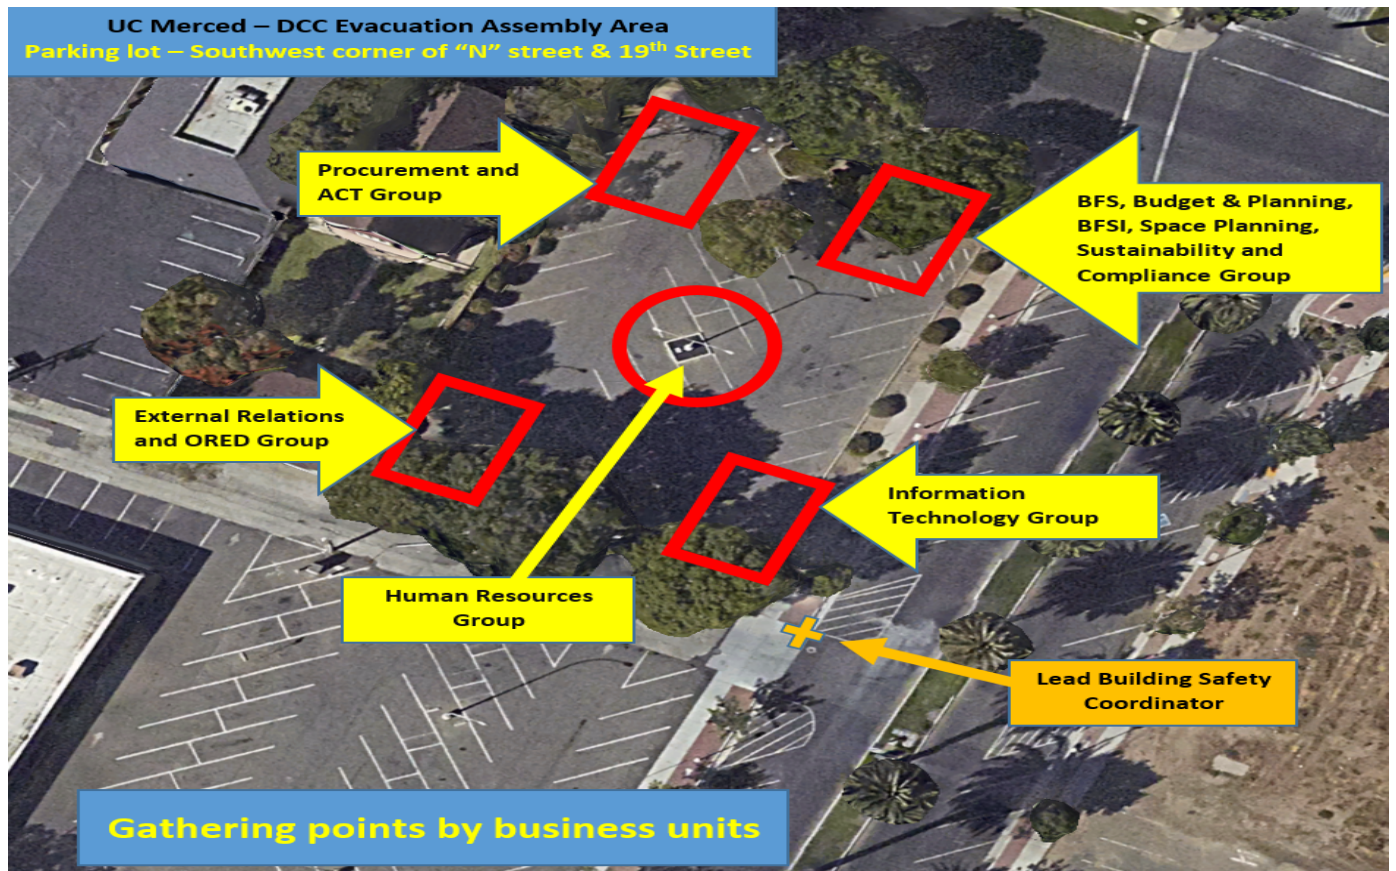 UC Merced – DCC Evacuation Assembly Area
Parking lot – Southwest corner of “N” street & 19th Street
Procurement and
ACT Group
BFS, Budget & Planning,
BFSI, Space Planning,
Sustainability and
Compliance Group
External Relations
and ORED Group
Information
Technology Group
Human Resources
Group
Lead Building Safety
Coordinator
Gathering points by business units